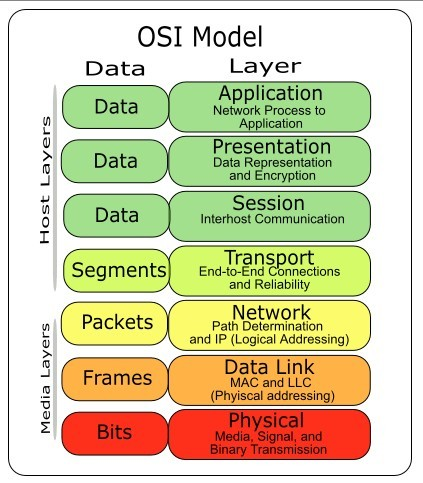 OSI Model
Data Layer
Host Layers
Data
Application
Network Process to
Application
Data
Presentation
Data Representation
and Encryption
Data
Session
Interhost Communication
Segments
Transport
End-to-End Connections
and Reliability
Media Layers
Packets
Network
Path Determination
and IP (Logical Addressing)
Frames
Data Link
MAC and LLC
(Phyiscal addressing)
Bits
Physical
Media, Signal, and
Binary Transmission